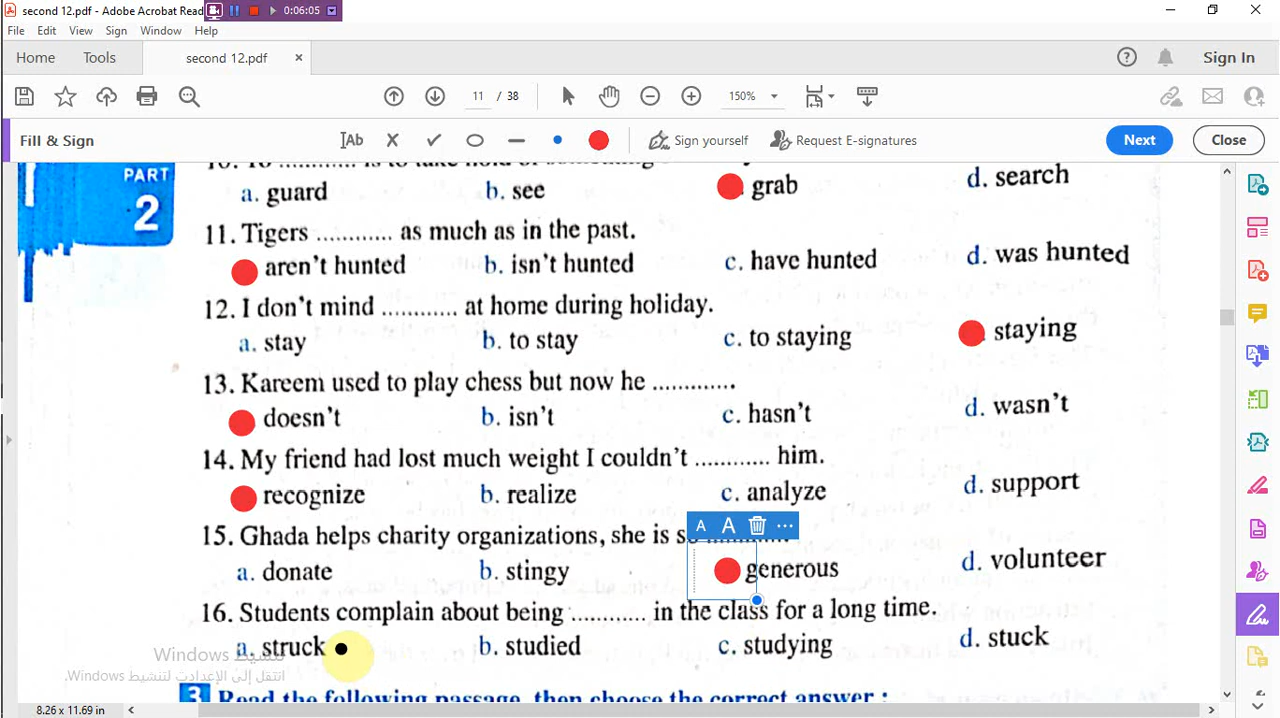 second 12.pdf - Adobe Acrobat Read
0:06:05
File Edit View Sign Window Help
Home Tools second 12.pdf × Sign In
11 / 38 150%
Fill & Sign Ab Sign yourself Request E-signatures Next Close
PART
2
a. guard b. see grab d. search
11. Tigers ............ as much as in the past.
aren't hunted b. isn't hunted c. have hunted d. was hunted
12. I don't mind ............ at home during holiday.
a. stay b. to stay c. to staying staying
13. Kareem used to play chess but now he .............
doesn't b. isn't c. hasn't d. wasn't
14. My friend had lost much weight I couldn't ............ him.
recognize b. realize c. analyze d. support
A A
15. Ghada helps charity organizations, she is
a. donate b. stingy generous d. volunteer
16. Students complain about being ............ in the class for a long time.
a. struck b. studied c. studying d. stuck
تنشيط Windows
انتقل إلى الإعدادات لتنشيط Windows.
3 Read the following passage, then choose the correct answer :
8.26 x 11.69 in